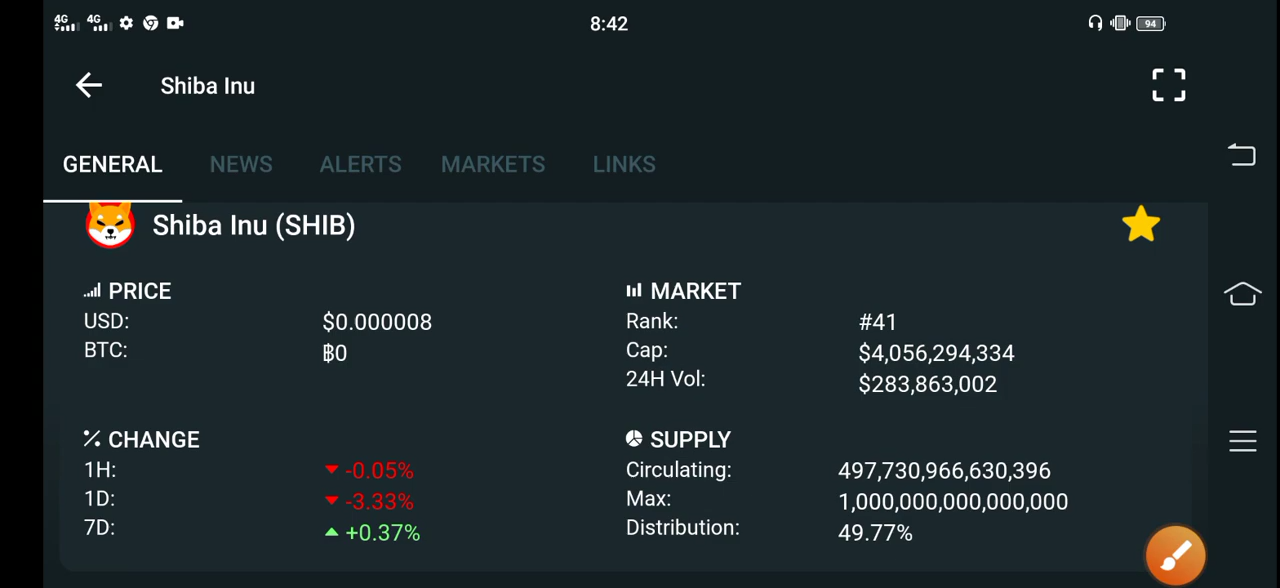 4G 4G 8:42 94
Shiba Inu
GENERAL NEWS ALERTS MARKETS LINKS
Shiba Inu (SHIB)
PRICE
USD: $0.000008
BTC: ฿0
MARKET
Rank: #41
Cap: $4,056,294,334
24H Vol: $283,863,002
CHANGE
1H: -0.05%
1D: -3.33%
7D: +0.37%
SUPPLY
Circulating: 497,730,966,630,396
Max: 1,000,000,000,000,000
Distribution: 49.77%